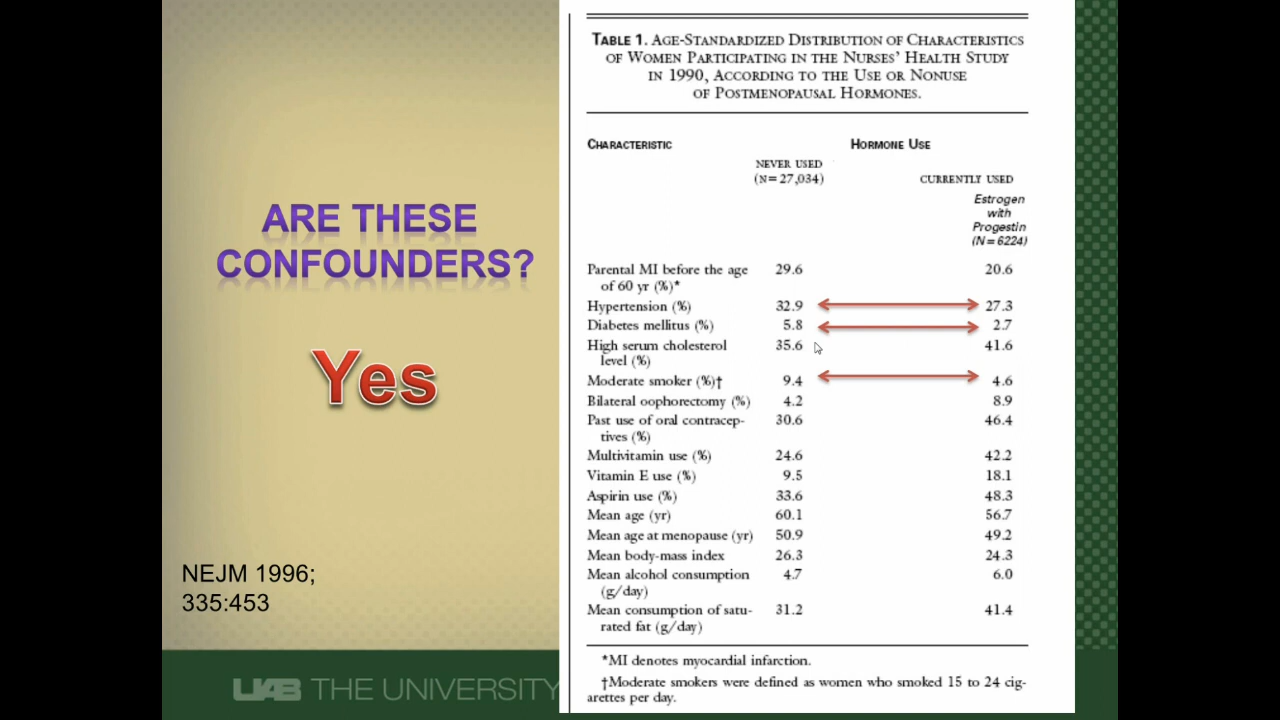 ARE THESE
CONFOUNDERS?
Yes
NEJM 1996;
335:453
UAB THE UNIVERSITY
TABLE 1. AGE-STANDARDIZED DISTRIBUTION OF CHARACTERISTICS
OF WOMEN PARTICIPATING IN THE NURSES' HEALTH STUDY
IN 1990, ACCORDING TO THE USE OR NONUSE
OF POSTMENOPAUSAL HORMONES.
CHARACTERISTIC HORMONE USE
NEVER USED
(N=27,034) CURRENTLY USED
Estrogen
with
Progestin
(N=6224)
Parental MI before the age 29.6 20.6
of 60 yr (%)*
Hypertension (%) 32.9 27.3
Diabetes mellitus (%) 5.8 2.7
High serum cholesterol 35.6 41.6
level (%)
Moderate smoker (%)† 9.4 4.6
Bilateral oophorectomy (%) 4.2 8.9
Past use of oral contracep- 30.6 46.4
tives (%)
Multivitamin use (%) 24.6 42.2
Vitamin E use (%) 9.5 18.1
Aspirin use (%) 33.6 48.3
Mean age (yr) 60.1 56.7
Mean age at menopause (yr) 50.9 49.2
Mean body-mass index 26.3 24.3
Mean alcohol consumption 4.7 6.0
(g/day)
Mean consumption of satu- 31.2 41.4
rated fat (g/day)
*MI denotes myocardial infarction.
†Moderate smokers were defined as women who smoked 15 to 24 cig-
arettes per day.